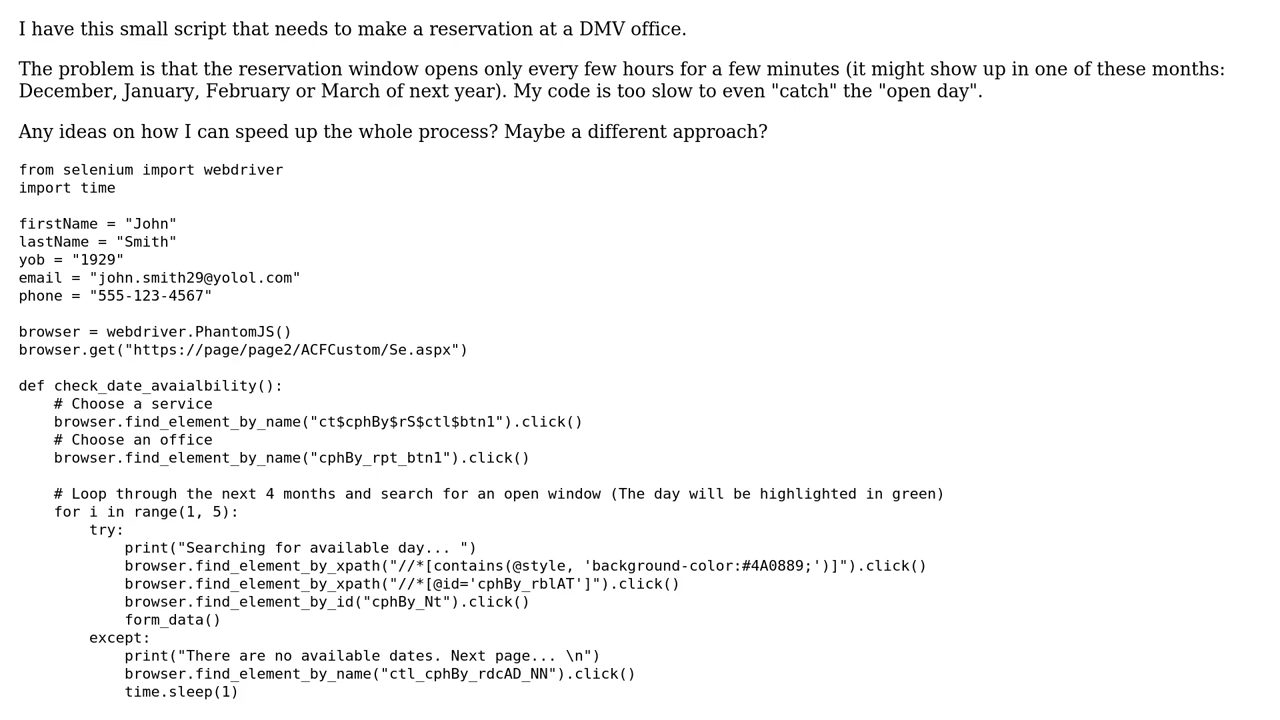 I have this small script that needs to make a reservation at a DMV office.
The problem is that the reservation window opens only every few hours for a few minutes (it might show up in one of these months:
December, January, February or March of next year). My code is too slow to even "catch" the "open day".
Any ideas on how I can speed up the whole process? Maybe a different approach?
from selenium import webdriver
import time
firstName = "John"
lastName = "Smith"
yob = "1929"
email = "john.smith29@yolol.com"
phone = "555-123-4567"
browser = webdriver.PhantomJS()
browser.get("https://page/page2/ACFCustom/Se.aspx")
def check_date_avaialbility():
    # Choose a service
    browser.find_element_by_name("ct$cphBy$rS$ctl$btn1").click()
    # Choose an office
    browser.find_element_by_name("cphBy_rpt_btn1").click()
    # Loop through the next 4 months and search for an open window (The day will be highlighted in green)
    for i in range(1, 5):
        try:
            print("Searching for available day... ")
            browser.find_element_by_xpath("//*[contains(@style, 'background-color:#4A0889;')]").click()
            browser.find_element_by_xpath("//*[@id='cphBy_rblAT']").click()
            browser.find_element_by_id("cphBy_Nt").click()
            form_data()
        except:
            print("There are no available dates. Next page... \n")
            browser.find_element_by_name("ctl_cphBy_rdcAD_NN").click()
            time.sleep(1)